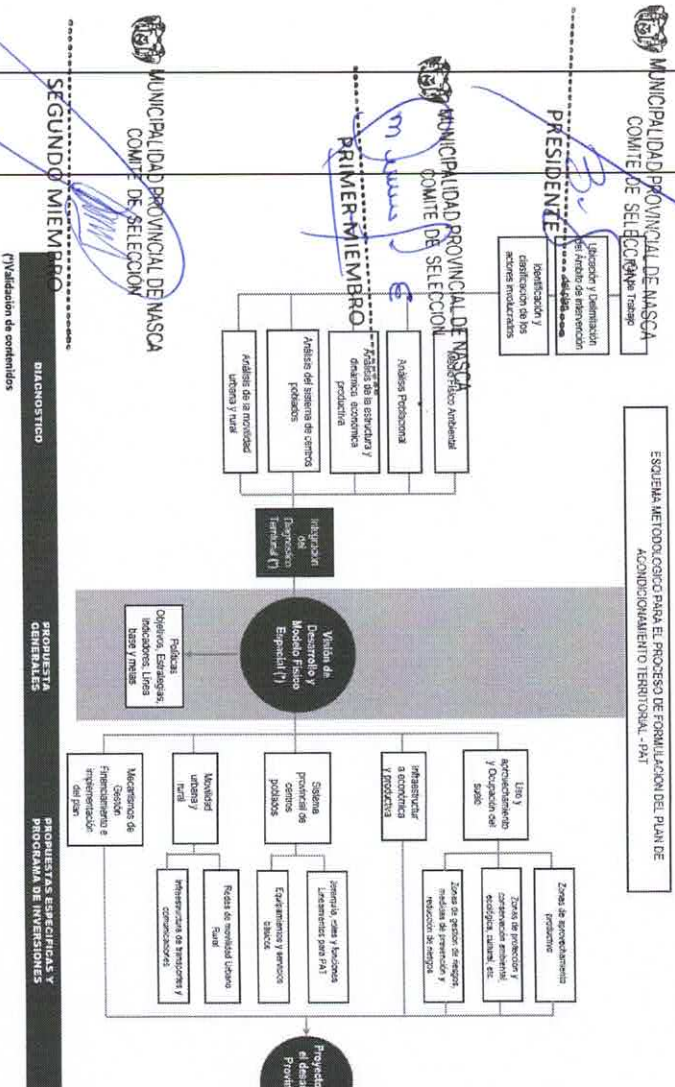 MUNICIPALIDAD PROVINCIAL DE NASCA
COMITE DE SELECCION
PRESIDENTE
MUNICIPALIDAD PROVINCIAL DE NASCA
COMITE DE SELECCION
PRIMER MIEMBRO
MUNICIPALIDAD PROVINCIAL DE NASCA
COMITE DE SELECCION
SEGUNDO MIEMBRO
ESQUEMA METODOLOGICO PARA EL PROCESO DE FORMULACION DEL PLAN DE
ACONDICIONAMIENTO TERRITORIAL - PAT
de Trabajo
Ubicación y Delimitación
del Ámbito de intervención
Identificación y
clasificación de los
actores involucrados
Medio Físico Ambiental
Análisis Poblacional
Análisis de la estructura y
dinámica económica
productiva
Análisis del sistema de centros
poblados
Análisis de la movilidad
urbana y rural
Integración
del
Diagnostico
Territorial (*)
Visión de
Desarrollo y
Modelo Físico
Espacial (*)
Políticas
Objetivos, Estrategias,
Indicadores, Línea
base y metas
Uso y
aprovechamiento
y Ocupación del
suelo
Infraestructur
a económica
y productiva
Sistema
provincial de
centros
poblados
Movilidad
urbana y
rural
Mecanismos de
Gestión
Financiamiento e
implementación
del plan
Zonas de aprovechamiento
productivo
Zonas de protección y
conservación ambiental,
ecológica, cultural, etc.
Zonas de gestión de riesgos,
medidas de prevención y
reducción de riesgos
Jerarquía, roles y funciones
Lineamientos para PAT
Equipamientos y servicios
básicos
Redes de movilidad Urbano
Rural
Infraestructura de transportes y
comunicaciones
Proyecto
el desa
Provin
DIAGNOSTICO
PROPUESTA
GENERALES
PROPUESTAS ESPECIFICAS Y
PROGRAMA DE INVERSIONES
(*)Validación de contenidos